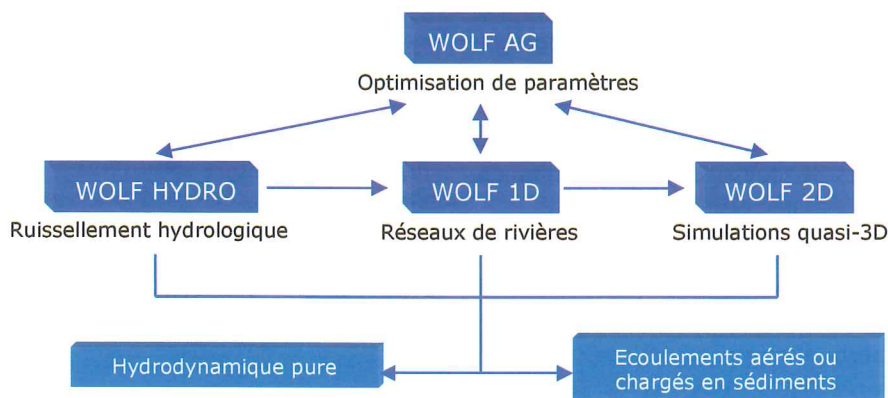 WOLF AG
Optimisation de paramètres
WOLF HYDRO
WOLF 1D
WOLF 2D
Ruissellement hydrologique
Réseaux de rivières
Simulations quasi-3D
Hydrodynamique pure
Ecoulements aérés ou
chargés en sédiments